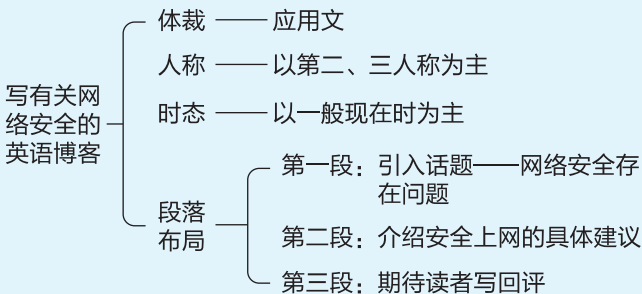 写有关网
络安全的
英语博客
体裁——应用文
人称——以第二、三人称为主
时态——以一般现在时为主
段落
布局
第一段：引入话题——网络安全存
在问题
第二段：介绍安全上网的具体建议
第三段：期待读者写回评